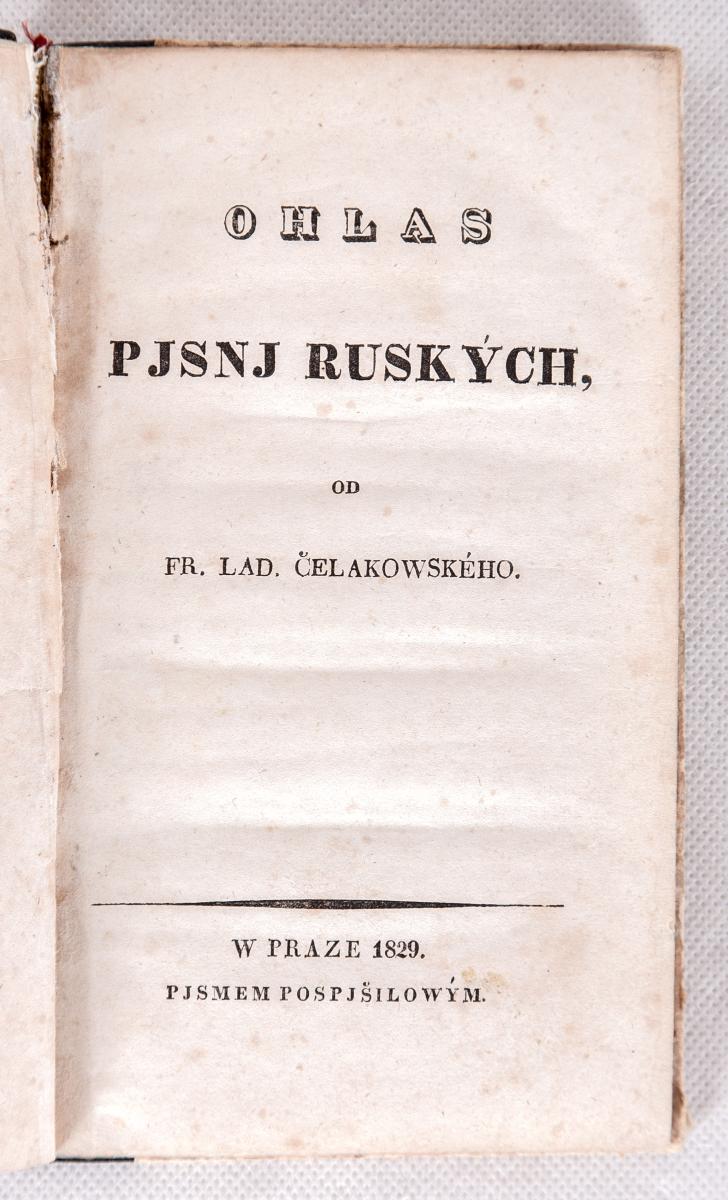 OHLAS
PJSNJ RUSKÝCH,
OD
FR. LAD. ČELAKOWSKÉHO.
W PRAZE 1829.
PJSMEM POSPJŠILOWÝM.